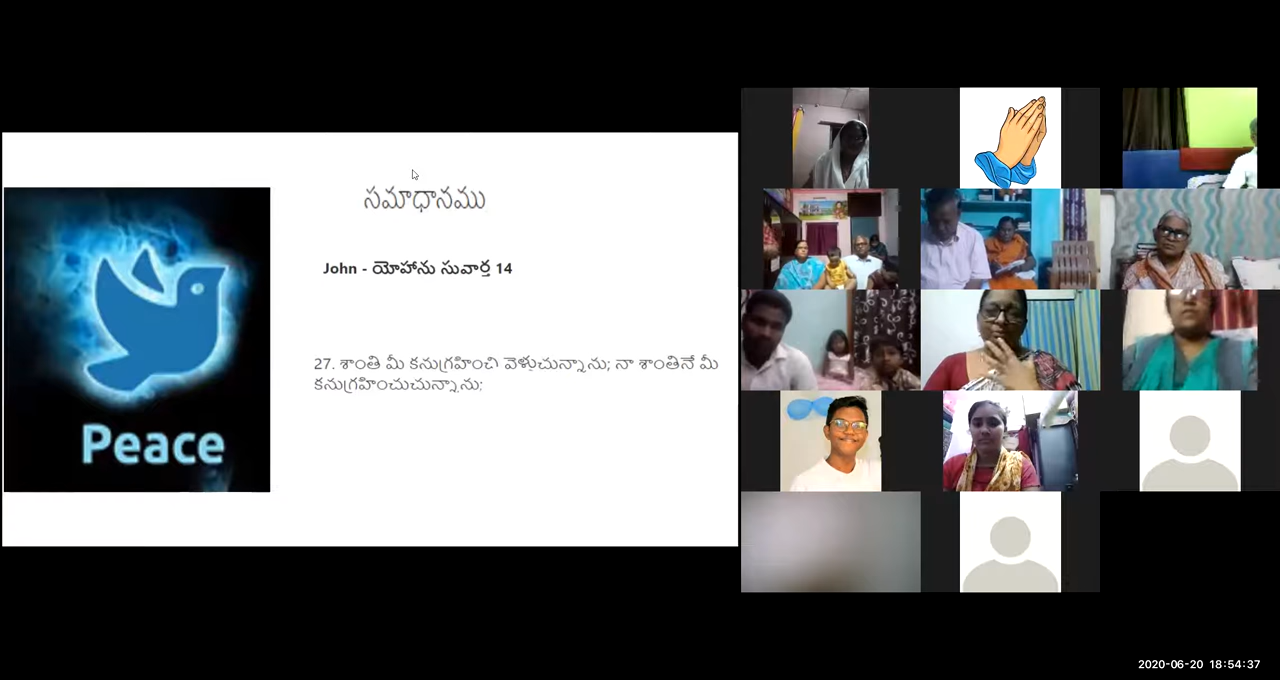 సమాధానము
John - యోహాను సువార్త 14
27. శాంతి మీ కనుగ్రహించి వెళ్లుచున్నాను; నా శాంతినే మీ
కనుగ్రహించుచున్నాను;
Peace
2020-06-20 18:54:37